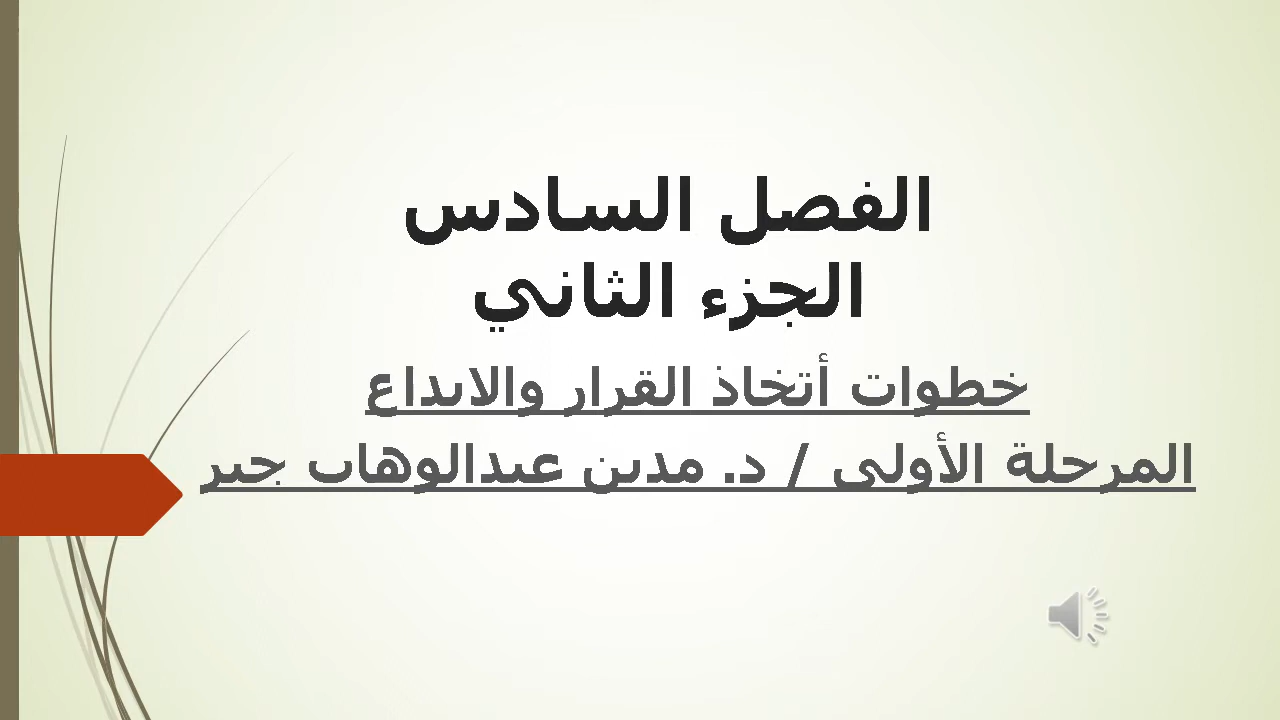 الفصل السادس
الجزء الثاني
خطوات أتخاذ القرار والابداع
المرحلة الأولى / د. مدين عبدالوهاب جبر